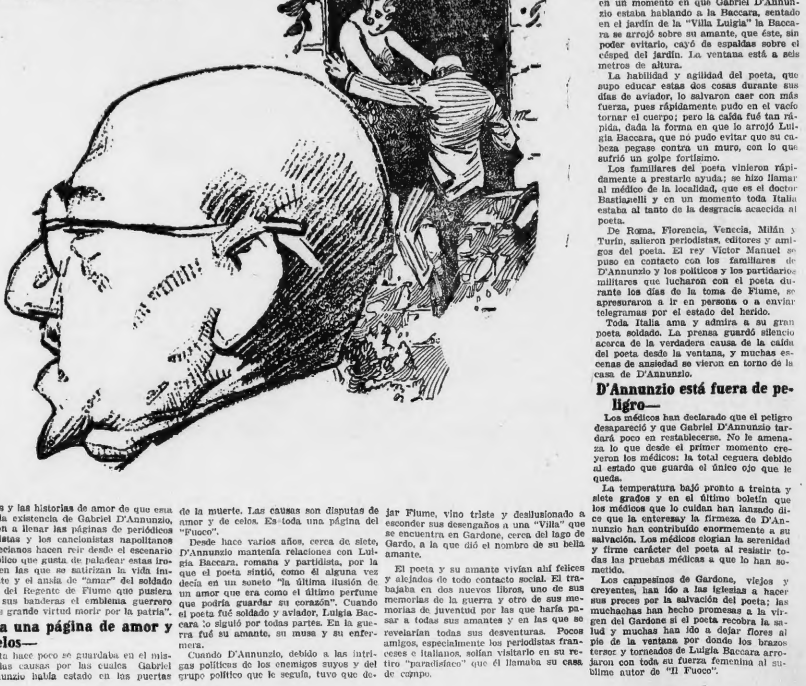 s y las historias de amor de que esta
la existencia de Gabriel D'Annunzio,
n a llenar las páginas de periódicos
istas y los cancionistas napolitanos
ecianos hacen reir desde el escenario
blico que gusta de paladear estas iro-
en las que se satirizan la vida ín-
te y el ansia de "amar" del soldado
del Regente de Fiume que pusiera
sus banderas el emblema guerrero
s grande virtud morir por la patria".
a una página de amor y
elos—
ta hace poco se guardaba en el mis-
las causas por las cuales Gabriel
unzio había estado en las puertas
de la muerte. Las causas son disputas de
amor y de celos. Es toda una página del
"Fuoco".
Desde hace varios años, cerca de siete,
D'Annunzio mantenía relaciones con Lui-
gia Baccara, romana y partidista, por la
que el poeta sintió, como él alguna vez
decía en un soneto "la última ilusión de
un amor que era como el último perfume
que podría guardar su corazón". Cuando
el poeta fué soldado y aviador, Luigia Bac-
cara lo siguió por todas partes. En la gue-
rra fué su amante, su musa y su enfer-
mera.
Cuando D'Annunzio, debido a las intri-
gas políticas de los enemigos suyos y del
grupo político que le seguía, tuvo que de-
jar Fiume, vino triste y desilusionado a
esconder sus desengaños a una "Villa" que
se encuentra en Gardone, cerca del lago de
Gardo, a la que dió el nombre de su bella
amante.
El poeta y su amante vivían ahí felices
y alejados de todo contacto social. El tra-
bajaba en dos nuevos libros, uno de sus
memorias de la guerra y otro de sus me-
morias de juventud por las que haría pa-
sar a todas sus amantes y en las que se
revelarían todas sus desventuras. Pocos
amigos, especialmente los periodistas fran-
ceses e italianos, solían visitarlo en su re-
tiro "paradisíaco" que él llamaba su casa
de campo.
en un momento en que Gabriel D'Annun-
zio estaba hablando a la Baccara, sentado
en el jardín de la "Villa Luigia" la Bacca-
ra se arrojó sobre su amante, que éste, sin
poder evitarlo, cayó de espaldas sobre el
césped del jardín. La ventana está a seis
metros de altura.
La habilidad y agilidad del poeta, que
supo educar estas dos cosas durante sus
días de aviador, lo salvaron caer con más
fuerza, pues rápidamente pudo en el vacío
tornar el cuerpo; pero la caída fué tan rá-
pida, dada la forma en que lo arrojó Lui-
gia Baccara, que nó pudo evitar que su ca-
beza pegase contra un muro, con lo que
sufrió un golpe fortísimo.
Los familiares del poeta vinieron rápi-
damente a prestarle ayuda; se hizo llamar
al médico de la localidad, que es el doctor
Bastianelli y en un momento toda Italia
estaba al tanto de la desgracia acaecida al
poeta.
De Roma, Florencia, Venecia, Milán y
Turín, salieron periodistas, editores y ami-
gos del poeta. El rey Víctor Manuel se
puso en contacto con los familiares de
D'Annunzio y los políticos y los partidarios
militares que lucharon con el poeta du-
rante los días de la toma de Fiume, se
apresuraron a ir en persona o a enviar
telegramas por el estado del herido.
Toda Italia ama y admira a su gran
poeta soldado. La prensa guardó silencio
acerca de la verdadera causa de la caída
del poeta desde la ventana, y muchas es-
cenas de ansiedad se vieron en torno de la
casa de D'Annunzio.
D'Annunzio está fuera de pe-
ligro—
Los médicos han declarado que el peligro
desapareció y que Gabriel D'Annunzio tar-
dará poco en restablecerse. No le amena-
za lo que desde el primer momento cre-
yeron los médicos: la total ceguera debido
al estado que guarda el único ojo que le
queda.
La temperatura bajó pronto a treinta y
siete grados y en el último boletín que
los médicos que lo cuidan han lanzado di-
ce que la entereza y la firmeza de D'An-
nunzio han contribuído enormemente a su
salvación. Los médicos elogian la serenidad
y firme carácter del poeta al resistir to-
das las pruebas médicas a que lo han so-
metido.
Los campesinos de Gardone, viejos y
creyentes, han ido a las iglesias a hacer
sus preces por la salvación del poeta; las
muchachas han hecho promesas a la vir-
gen del Gardone si el poeta recobra la sa-
lud y muchas han ido a dejar flores al
pie de la ventana por donde los brazos
tersos y torneados de Luigia Baccara arro-
jaron con toda su fuerza femenina al su-
blime autor de "Il Fuoco".